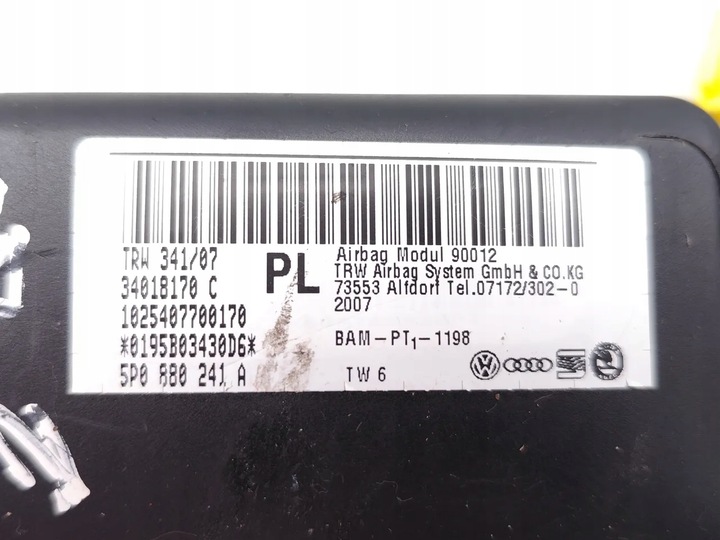 TRW 341/07
34018170 C
1025407700170
*0195B03430D6*
5P0 880 241 A
PL
Airbag Modul 90012
TRW Airbag System GmbH & CO.KG
73553 Alfdorf Tel.07172/302-0
2007
BAM-PT1-1198
TW 6